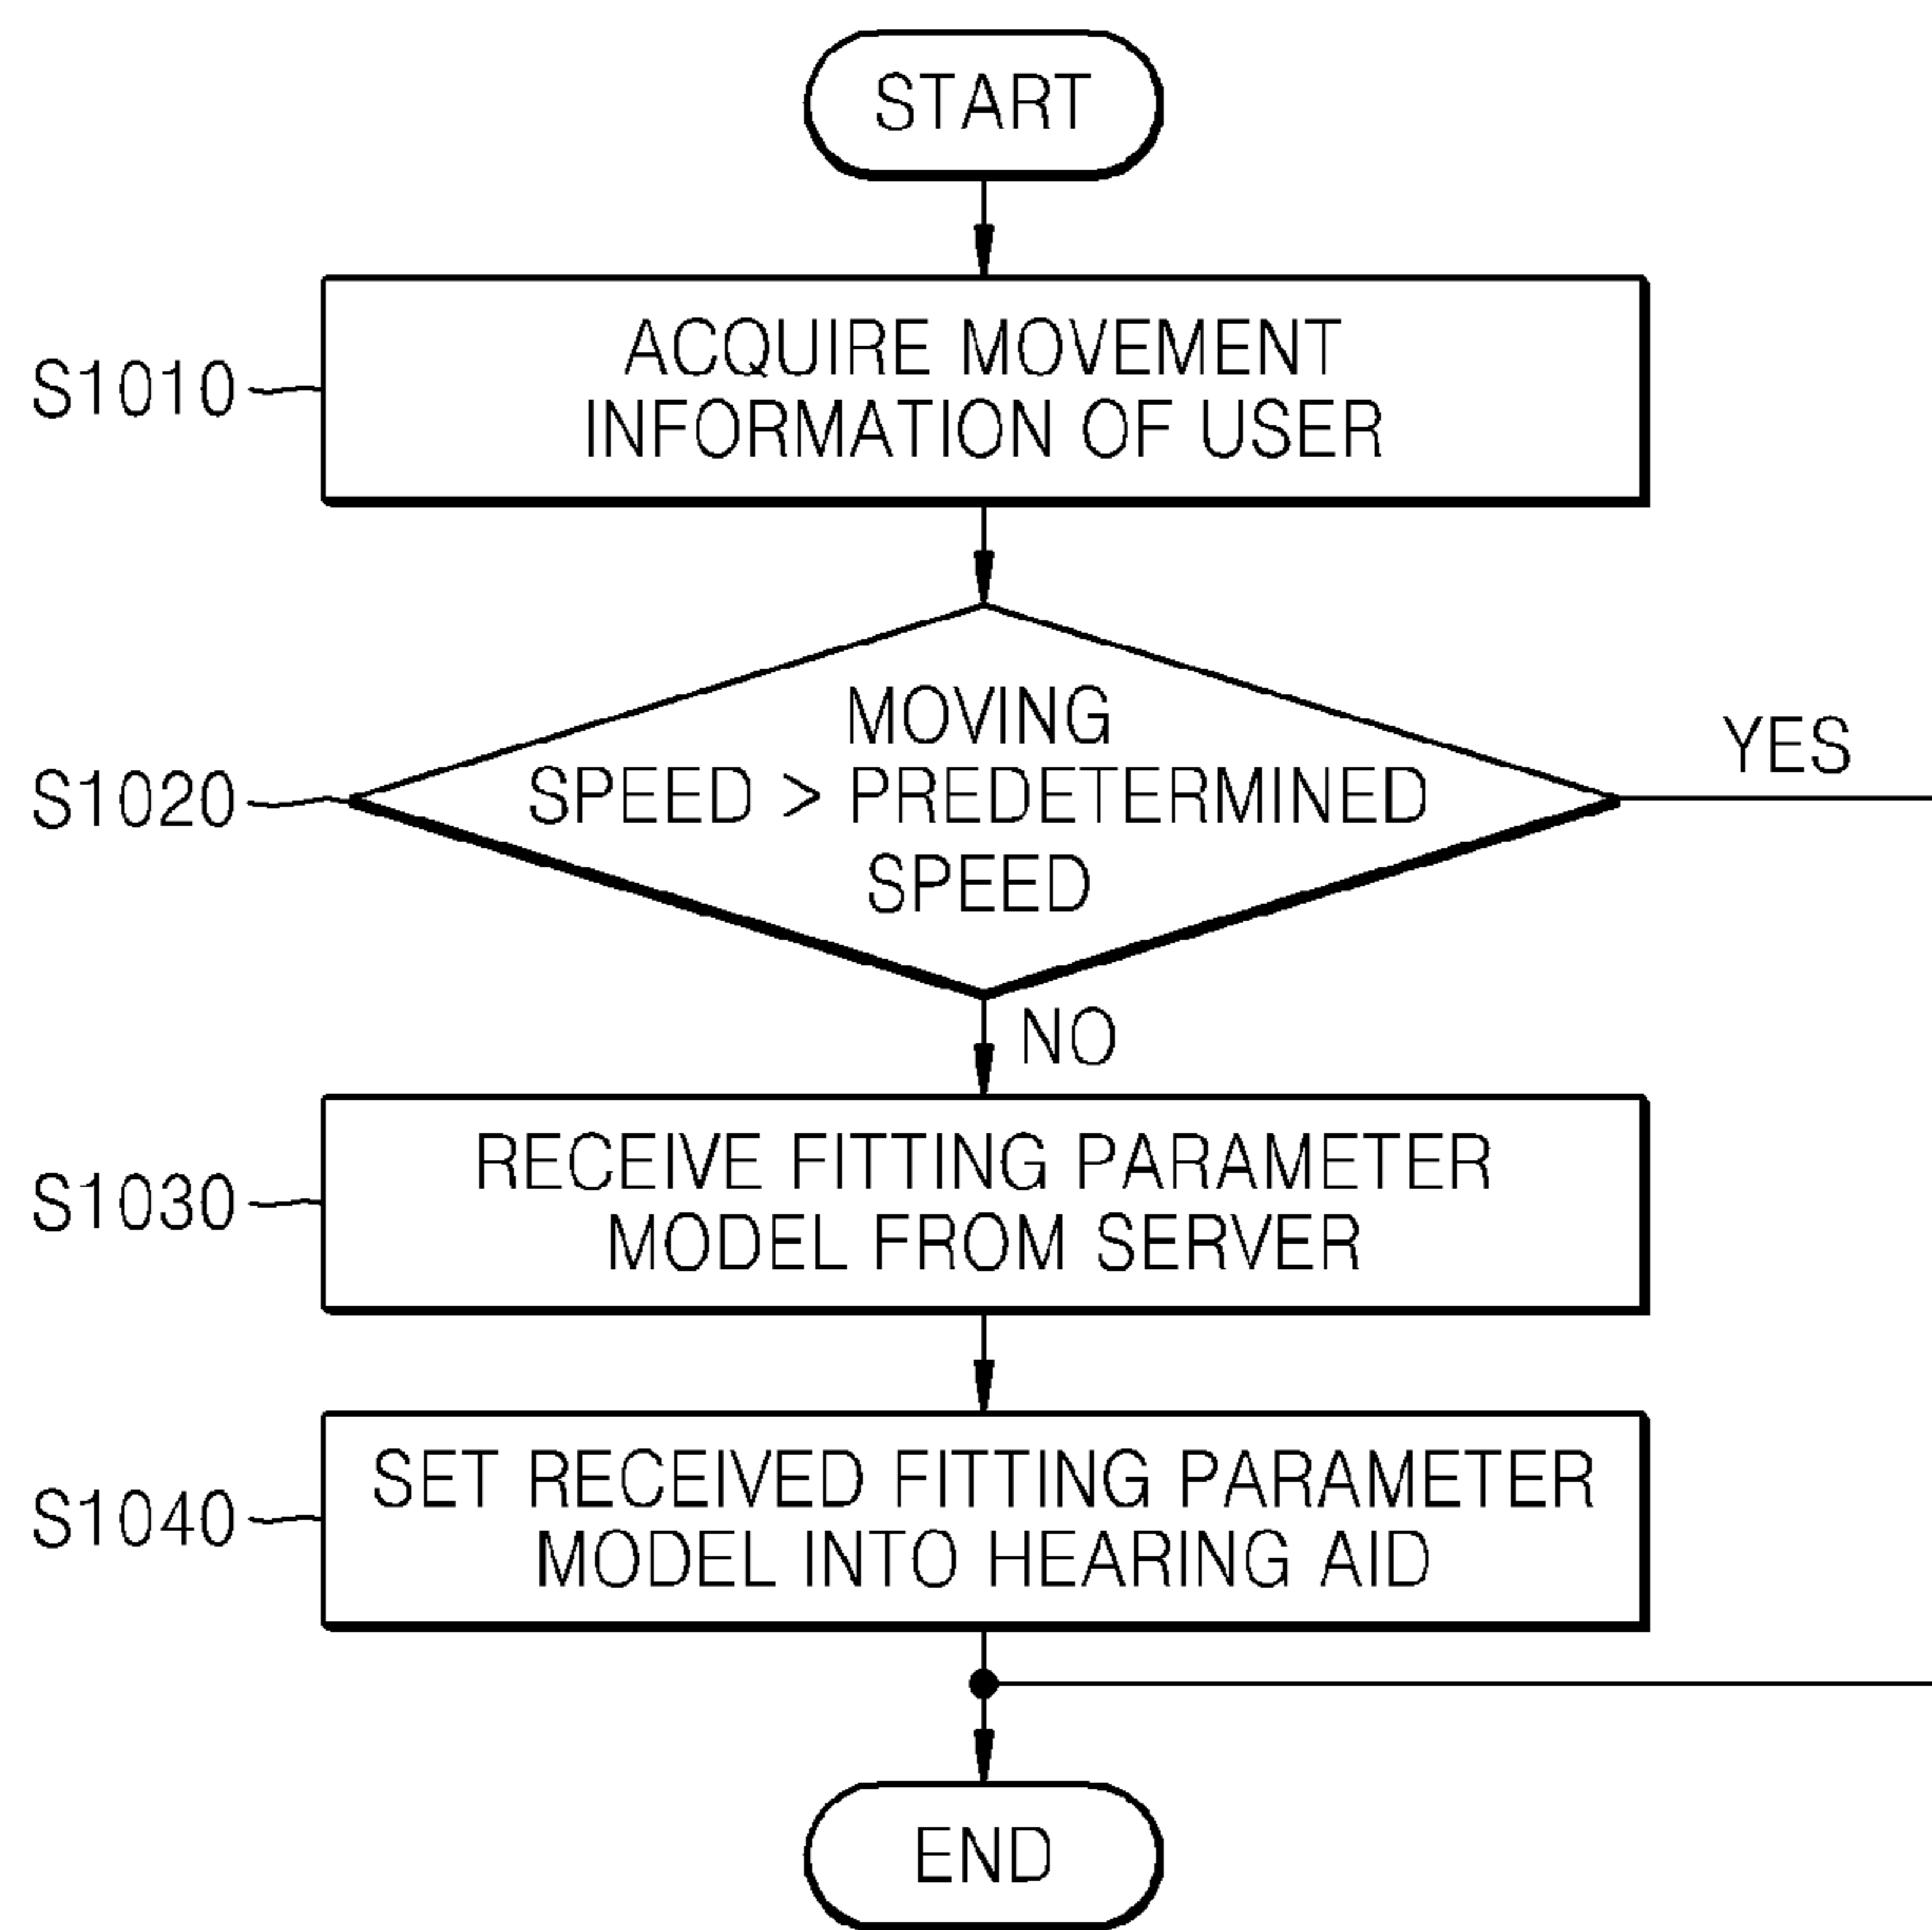 START
S1010
ACQUIRE MOVEMENT
INFORMATION OF USER
S1020
MOVING
SPEED > PREDETERMINED
SPEED
YES
NO
S1030
RECEIVE FITTING PARAMETER
MODEL FROM SERVER
S1040
SET RECEIVED FITTING PARAMETER
MODEL INTO HEARING AID
END